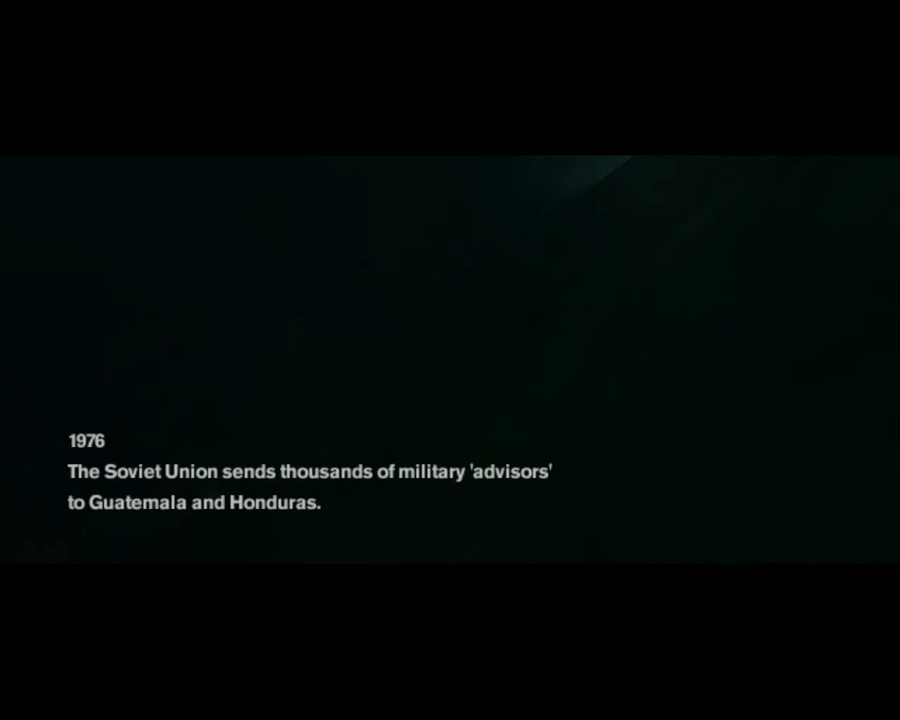 1976
The Soviet Union sends thousands of military 'advisors'
to Guatemala and Honduras.